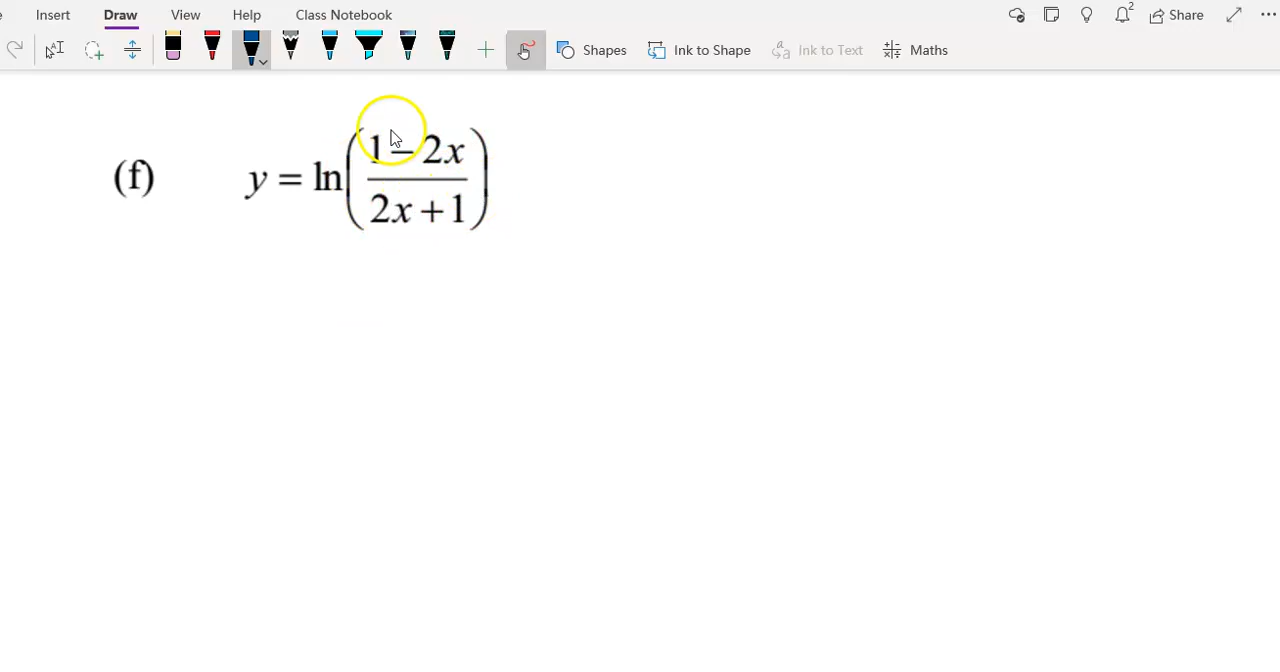 Insert Draw View Help Class Notebook 2 Share
Shapes Ink to Shape Ink to Text Maths
(f) y = ln((1 − 2x)/(2x + 1))